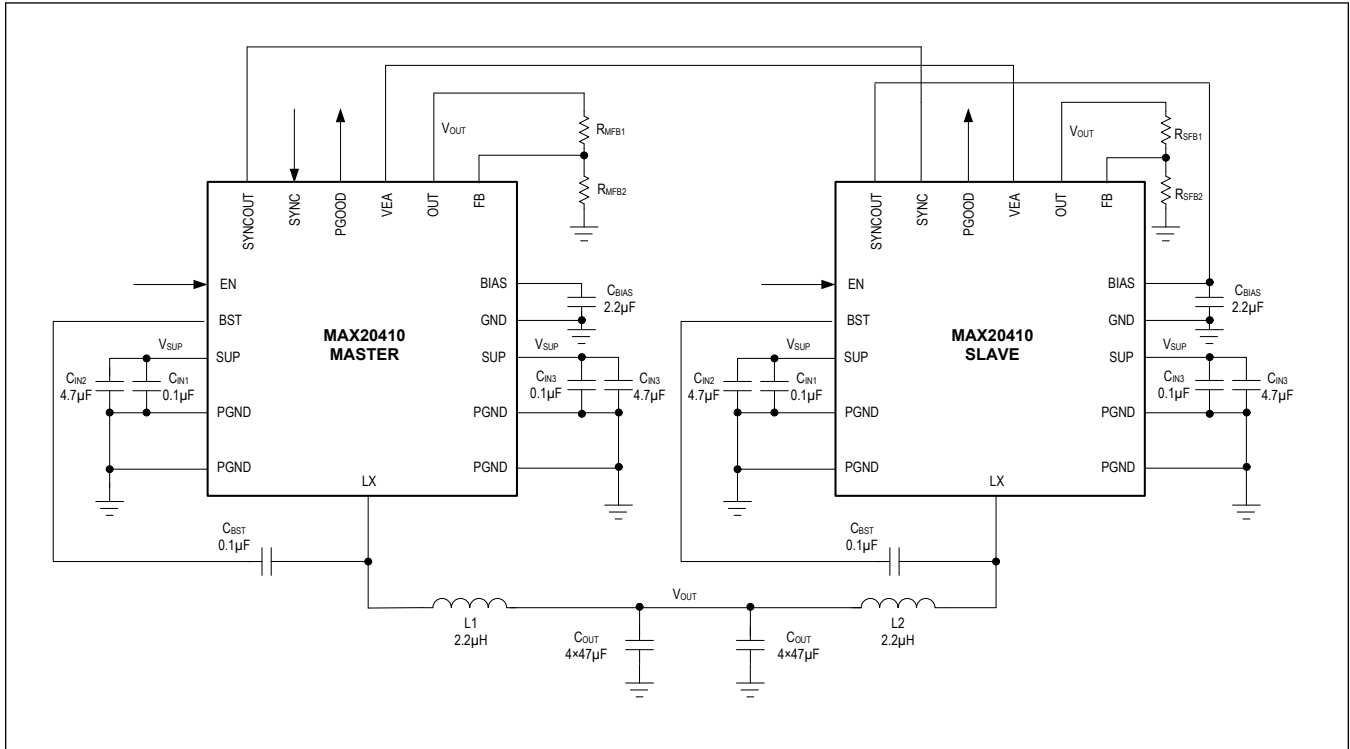 VOUT
RMFB1
RMFB2
SYNCOUT
SYNC
PGOOD
VEA
OUT
FB
EN
BST
VSUP
SUP
CIN2
4.7µF
CIN1
0.1µF
PGND
PGND
MAX20410
MASTER
LX
BIAS
GND
SUP
PGND
PGND
CBIAS
2.2µF
VSUP
CIN3
0.1µF
CIN3
4.7µF
CBST
0.1µF
VOUT
RSFB1
RSFB2
SYNCOUT
SYNC
PGOOD
VEA
OUT
FB
EN
BST
VSUP
SUP
CIN2
4.7µF
CIN1
0.1µF
PGND
PGND
MAX20410
SLAVE
LX
BIAS
GND
SUP
PGND
PGND
CBIAS
2.2µF
VSUP
CIN3
0.1µF
CIN3
4.7µF
CBST
0.1µF
L1
2.2µH
VOUT
L2
2.2µH
COUT
4×47µF
COUT
4×47µF